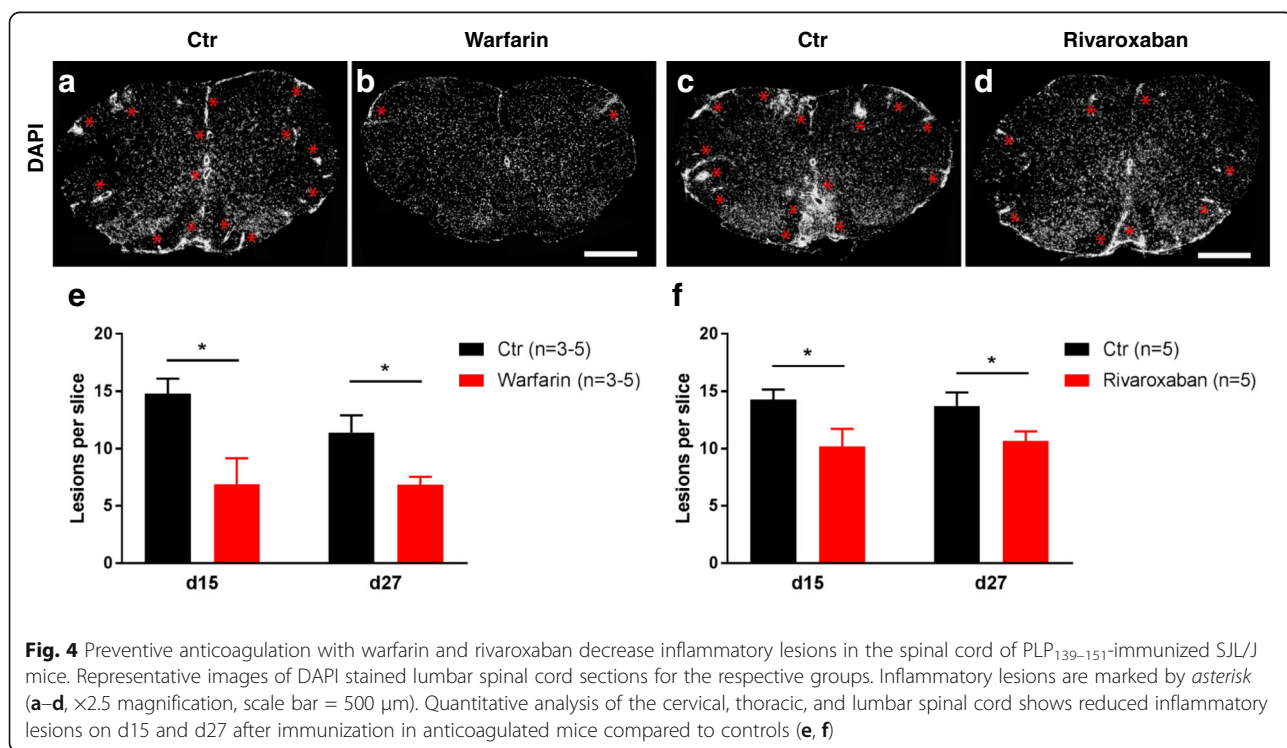 Ctr Warfarin Ctr Rivaroxaban
DAPI
a b c d
* * * * * * * * * * * *
e
Lesions per slice
20
15
10
5
0
* *
d15 d27
Ctr (n=3-5)
Warfarin (n=3-5)
f
Lesions per slice
20
15
10
5
0
* *
d15 d27
Ctr (n=5)
Rivaroxaban (n=5)
Fig. 4 Preventive anticoagulation with warfarin and rivaroxaban decrease inflammatory lesions in the spinal cord of PLP139–151-immunized SJL/J
mice. Representative images of DAPI stained lumbar spinal cord sections for the respective groups. Inflammatory lesions are marked by asterisk
(a–d, ×2.5 magnification, scale bar = 500 μm). Quantitative analysis of the cervical, thoracic, and lumbar spinal cord shows reduced inflammatory
lesions on d15 and d27 after immunization in anticoagulated mice compared to controls (e, f)